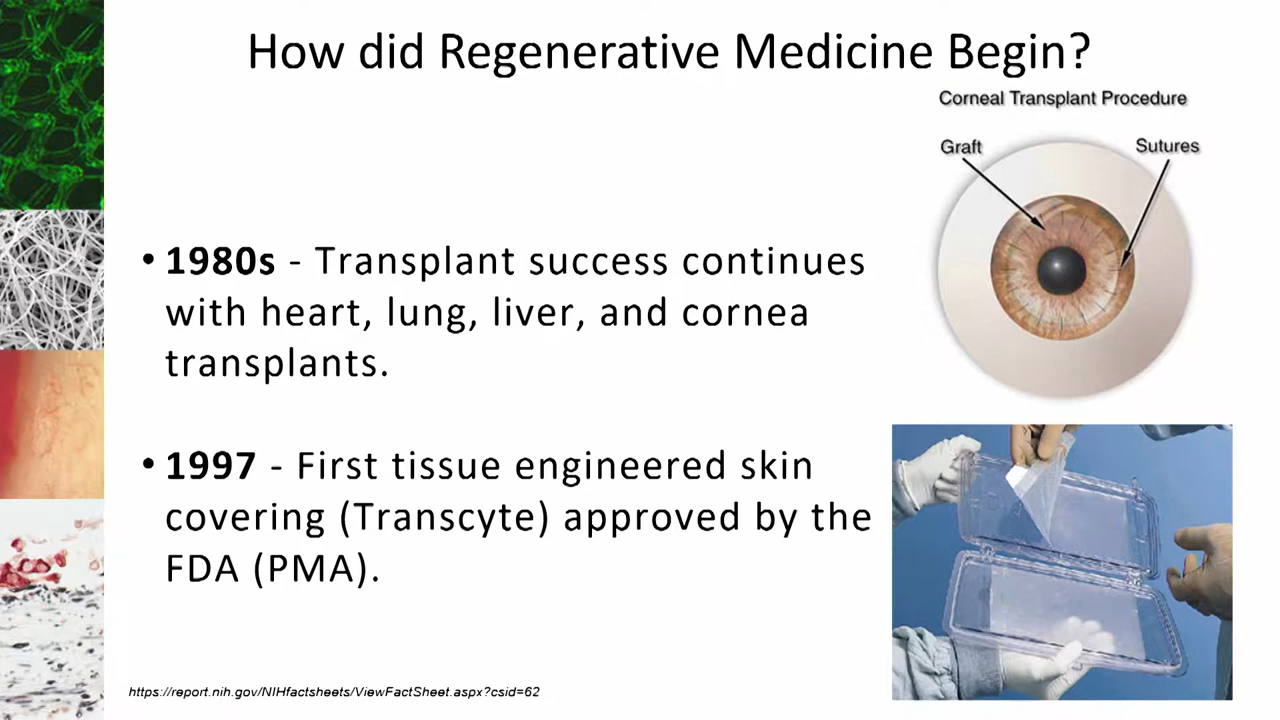 How did Regenerative Medicine Begin?
Corneal Transplant Procedure
Graft
Sutures
• 1980s - Transplant success continues
with heart, lung, liver, and cornea
transplants.
• 1997 - First tissue engineered skin
covering (Transcyte) approved by the
FDA (PMA).
https://report.nih.gov/NIHfactsheets/ViewFactSheet.aspx?csid=62